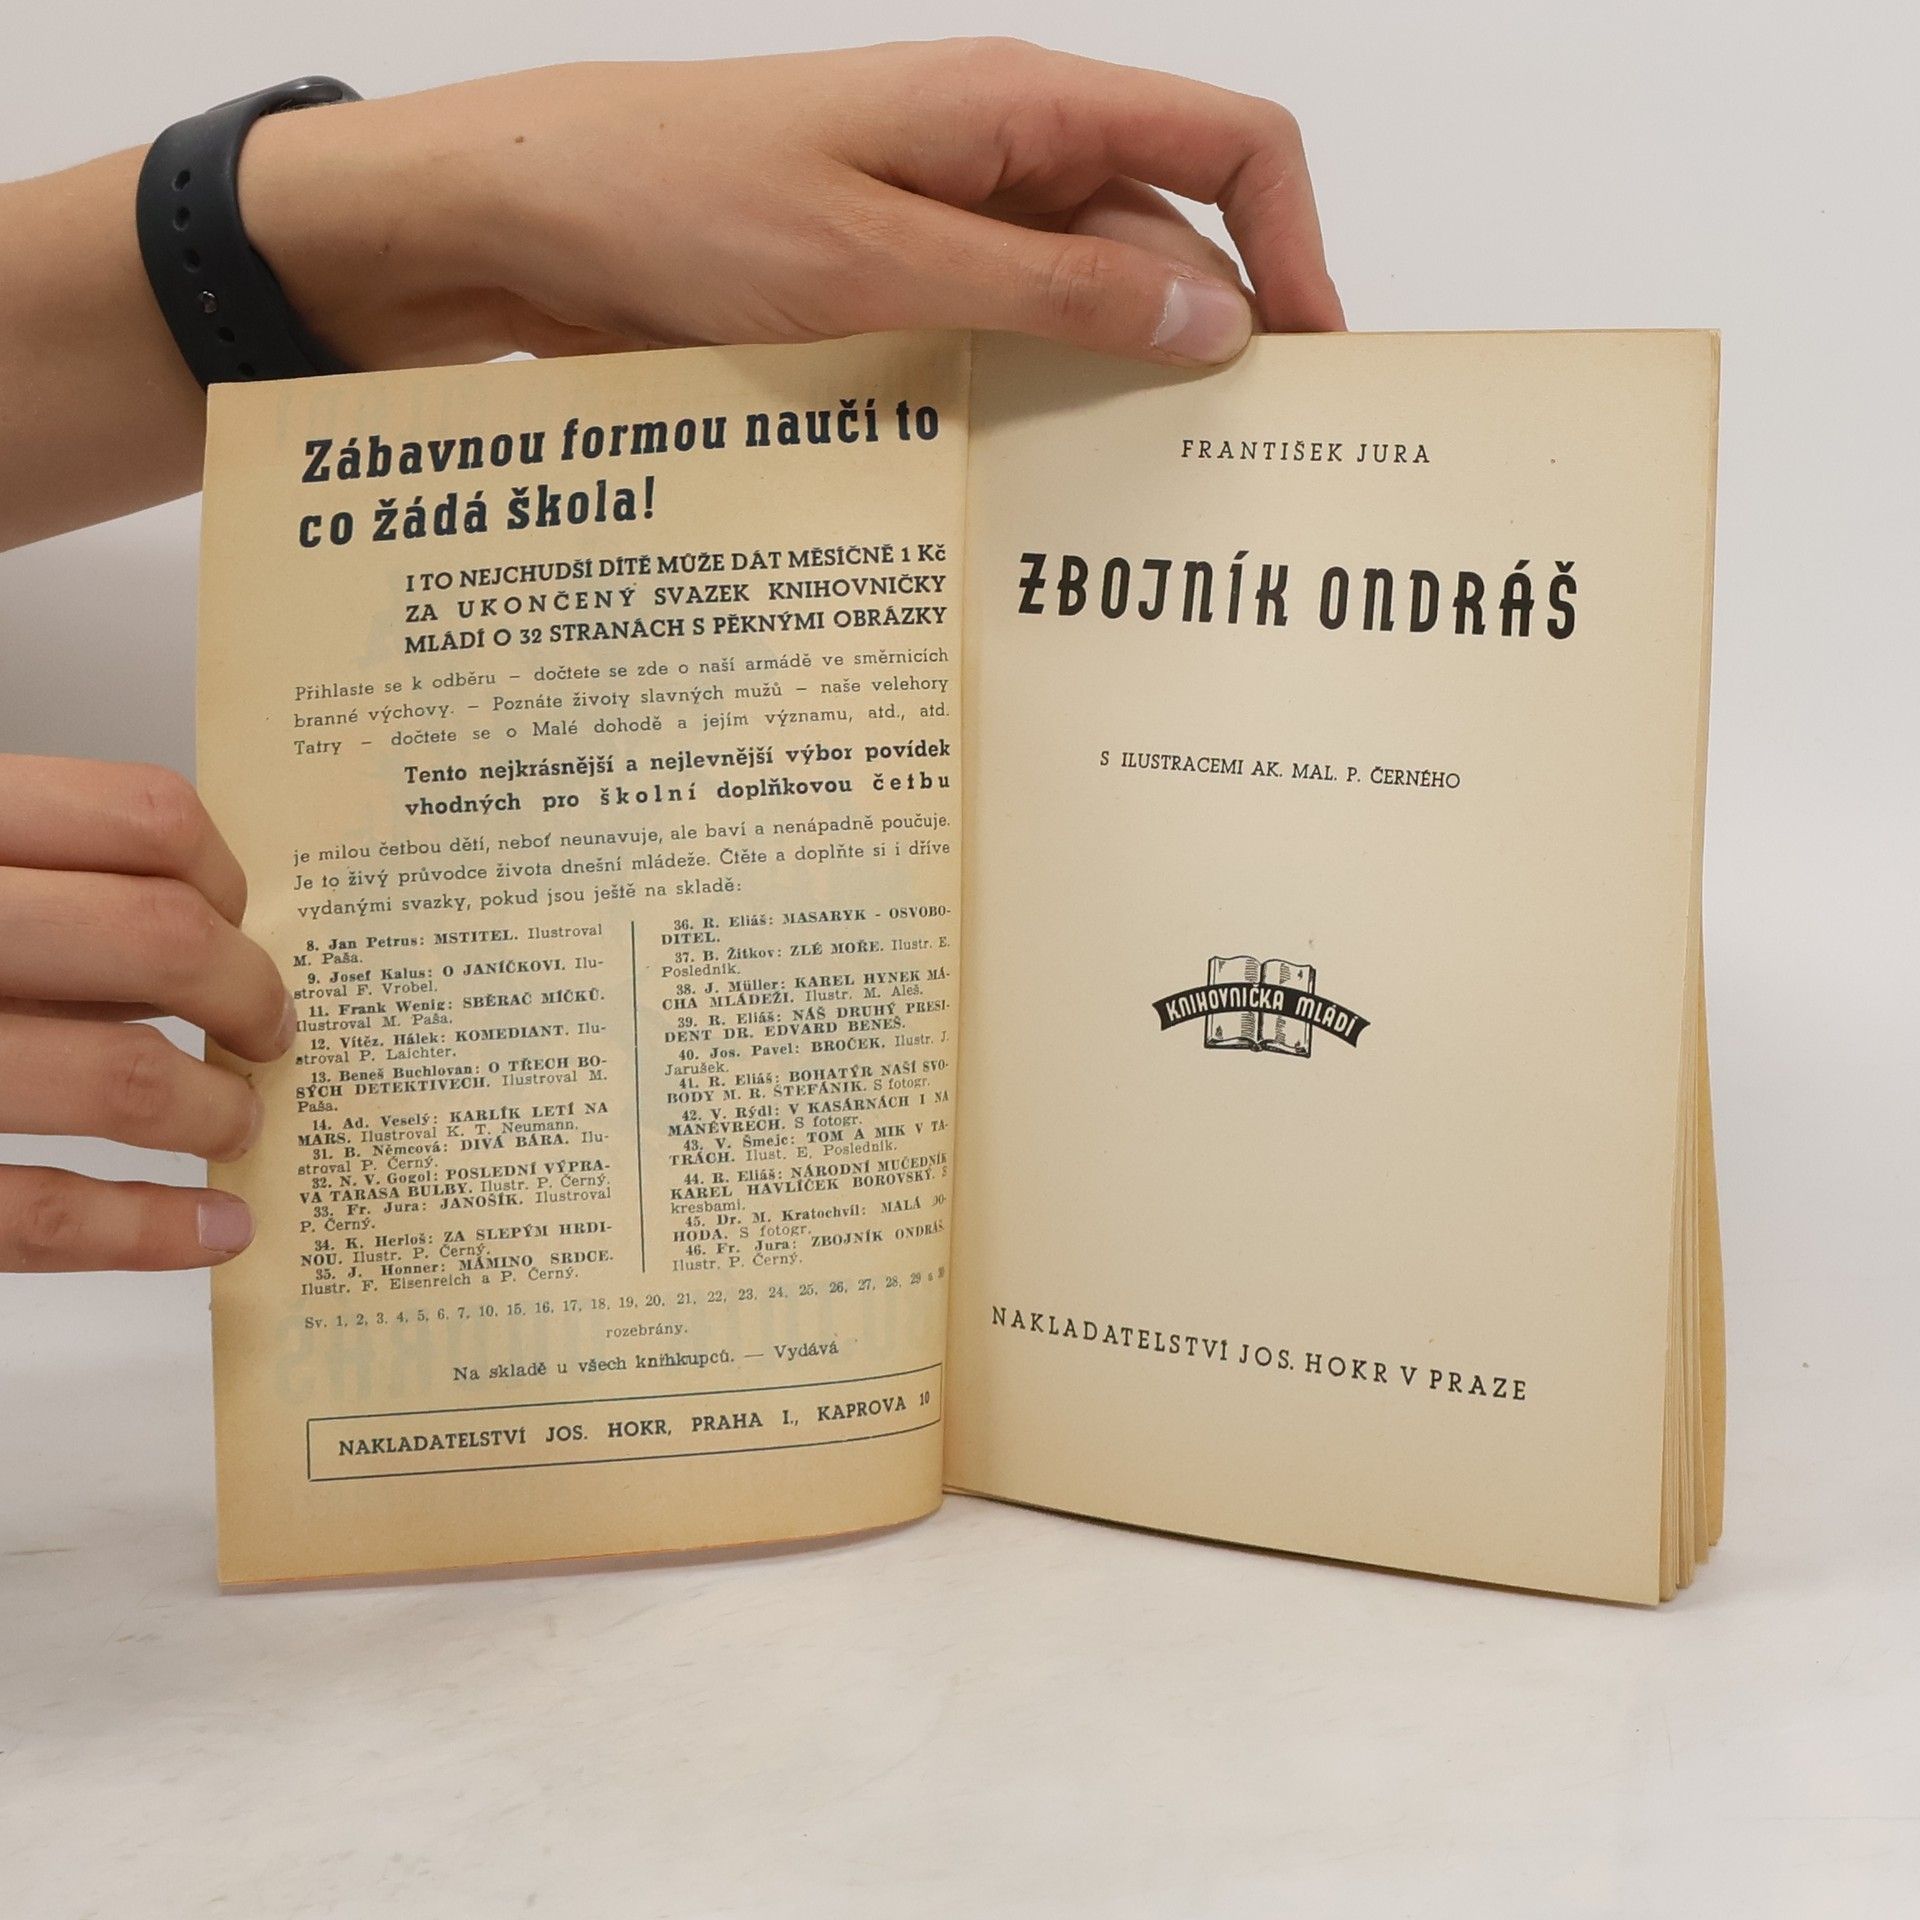 Zábavnou formou naučí to
co žádá škola!
I TO NEJCHUDŠÍ DÍTĚ MŮŽE DÁT MĚSÍČNĚ 1 Kč
ZA UKONČENÝ SVAZEK KNIHOVNIČKY
MLÁDÍ O 32 STRANÁCH S PĚKNÝMI OBRÁZKY
Přihlaste se k odběru – dočtete se zde o naší armádě ve směrnicích
branné výchovy. – Poznáte životy slavných mužů – naše velehory
Tatry – dočtete se o Malé dohodě a jejím významu, atd., atd.
Tento nejkrásnější a nejlevnější výbor povídek
vhodných pro školní doplňkovou četbu
je milou četbou dětí, neboť neunavuje, ale baví a nenápadně poučuje.
Je to živý průvodce života dnešní mládeže. Čtěte a doplňte si i dříve
vydanými svazky, pokud jsou ještě na skladě:
8. Jan Petrus: MSTITEL. Ilustroval
M. Paša.
9. Josef Kalus: O JANÍČKOVI. Ilu-
stroval F. Vrobel.
11. Frank Wenig: SBĚRAČ MÍČKŮ.
Ilustroval M. Paša.
12. Vítěz. Hálek: KOMEDIANT. Ilu-
stroval P. Laichter.
13. Beneš Buchlovan: O TŘECH BO-
SÝCH DETEKTIVECH. Ilustroval M.
Paša.
14. Ad. Veselý: KARLÍK LETÍ NA
MARS. Ilustroval K. T. Neumann.
31. B. Němcová: DIVÁ BÁRA. Ilu-
stroval P. Černý.
32. N. V. Gogol: POSLEDNÍ VÝPRA-
VA TARASA BULBY. Ilustr. P. Černý.
33. Fr. Jura: JANOŠÍK. Ilustroval
P. Černý.
34. K. Herloš: ZA SLEPÝM HRDI-
NOU. Ilustr. P. Černý.
35. J. Honner: MÁMINO SRDCE.
Ilustr. F. Eisenreich a P. Černý.
36. R. Eliáš: MASARYK - OSVOBO-
DITEL.
37. B. Žitkov: ZLÉ MOŘE. Ilustr. E.
Posledník.
38. J. Müller: KAREL HYNEK MÁ-
CHA MLÁDEŽI. Ilustr. M. Aleš.
39. R. Eliáš: NÁŠ DRUHÝ PRESI-
DENT DR. EDVARD BENEŠ.
40. Jos. Pavel: BROČEK. Ilustr. J.
Jarušek.
41. R. Eliáš: BOHATÝR NAŠÍ SVO-
BODY M. R. ŠTEFÁNIK. S fotogr.
42. V. Rýdl: V KASÁRNÁCH I NA
MANÉVRECH. S fotogr.
43. V. Šmejc: TOM A MIK V TA-
TRÁCH. Ilust. E. Posledník.
44. R. Eliáš: NÁRODNÍ MUČEDNÍK
KAREL HAVLÍČEK BOROVSKÝ. S
kresbami.
45. Dr. M. Kratochvíl: MALÁ DO-
HODA. S fotogr.
46. Fr. Jura: ZBOJNÍK ONDRÁŠ.
Ilustr. P. Černý.
Sv. 1, 2, 3, 4, 5, 6, 7, 10, 15, 16, 17, 18, 19, 20, 21, 22, 23, 24, 25, 26, 27, 28, 29 a 30
rozebrány.
Na skladě u všech knihkupců. — Vydává
NAKLADATELSTVÍ JOS. HOKR, PRAHA I., KAPROVA 10
FRANTIŠEK JURA
ZBOJNÍK ONDRÁŠ
S ILUSTRACEMI AK. MAL. P. ČERNÉHO
KNIHOVNIČKA MLÁDÍ
NAKLADATELSTVÍ JOS. HOKR V PRAZE